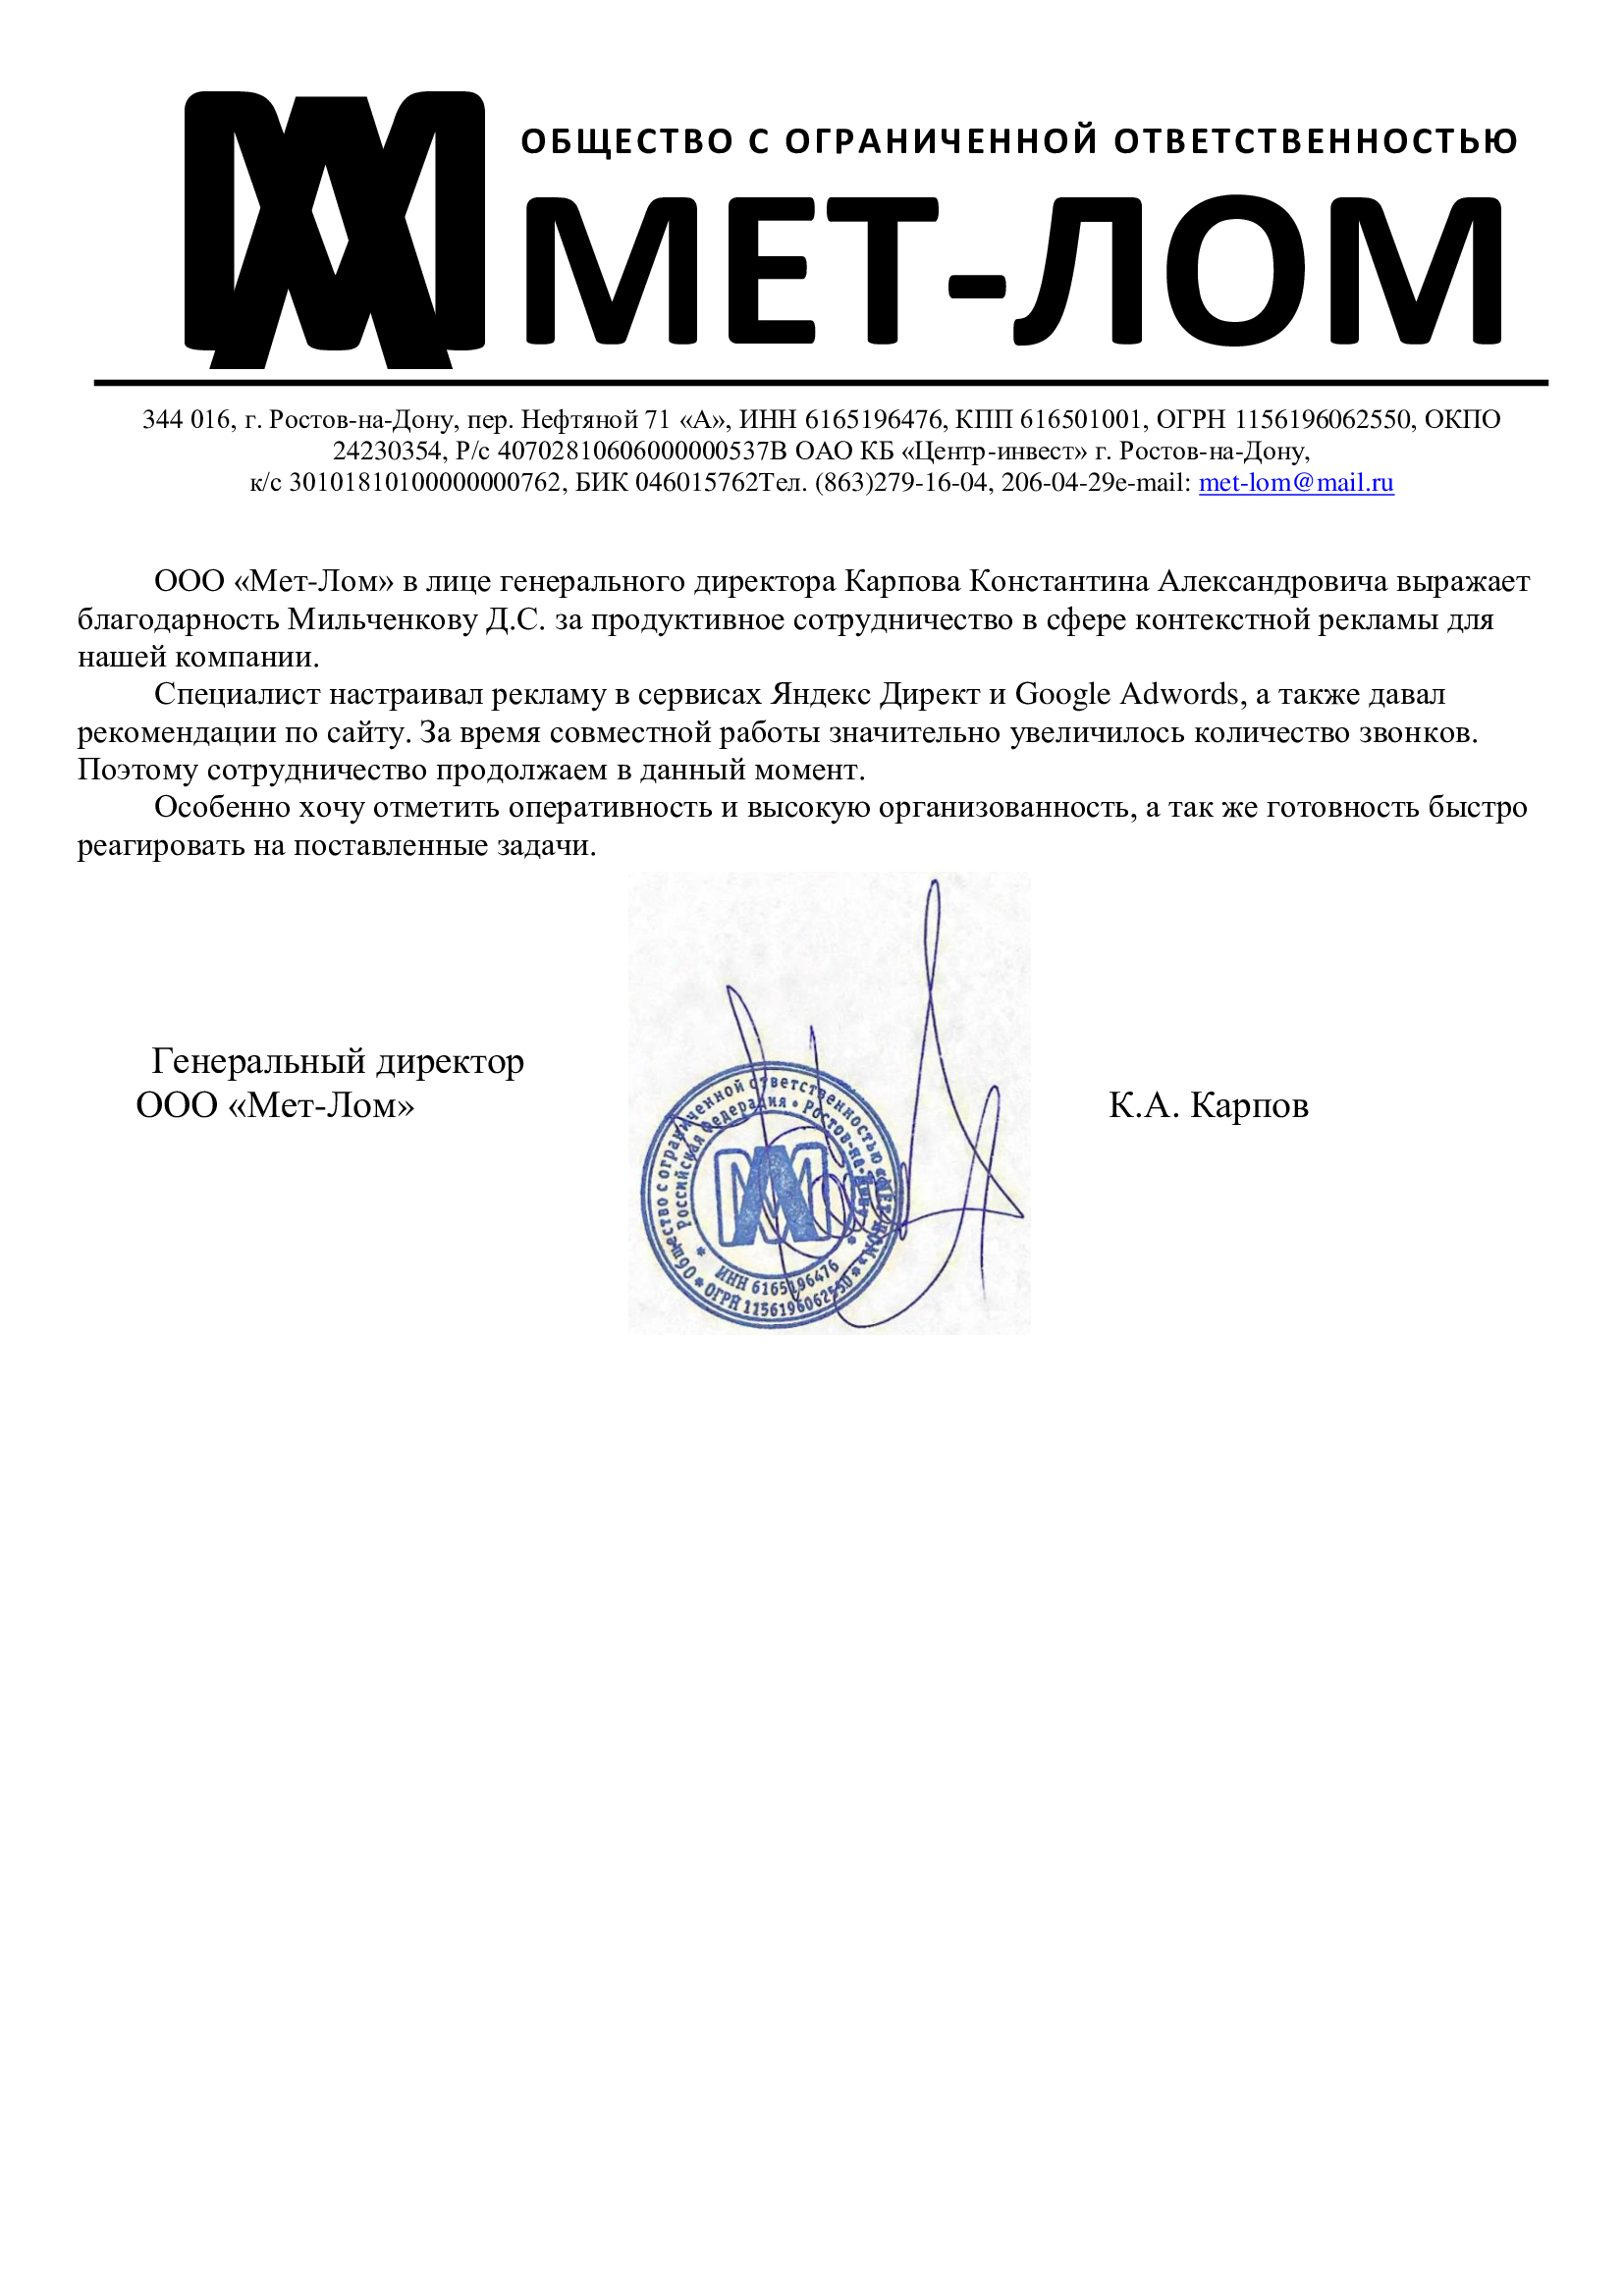 ОБЩЕСТВО С ОГРАНИЧЕННОЙ ОТВЕТСТВЕННОСТЬЮ
МЕТ-ЛОМ
344 016, г. Ростов-на-Дону, пер. Нефтяной 71 «А», ИНН 6165196476, КПП 616501001, ОГРН 1156196062550, ОКПО
24230354, Р/с 40702810606000000537В ОАО КБ «Центр-инвест» г. Ростов-на-Дону,
к/с 30101810100000000762, БИК 046015762Тел. (863)279-16-04, 206-04-29e-mail: met-lom@mail.ru
ООО «Мет-Лом» в лице генерального директора Карпова Константина Александровича выражает
благодарность Мильченкову Д.С. за продуктивное сотрудничество в сфере контекстной рекламы для
нашей компании.
Специалист настраивал рекламу в сервисах Яндекс Директ и Google Adwords, а также давал
рекомендации по сайту. За время совместной работы значительно увеличилось количество звонков.
Поэтому сотрудничество продолжаем в данный момент.
Особенно хочу отметить оперативность и высокую организованность, а так же готовность быстро
реагировать на поставленные задачи.
Генеральный директор
ООО «Мет-Лом»
К.А. Карпов
Общество с ограниченной ответственностью «МЕТ-ЛОМ»
Российская Федерация • Ростов-на-Дону
ИНН 6165196476
ОГРН 1156196062550